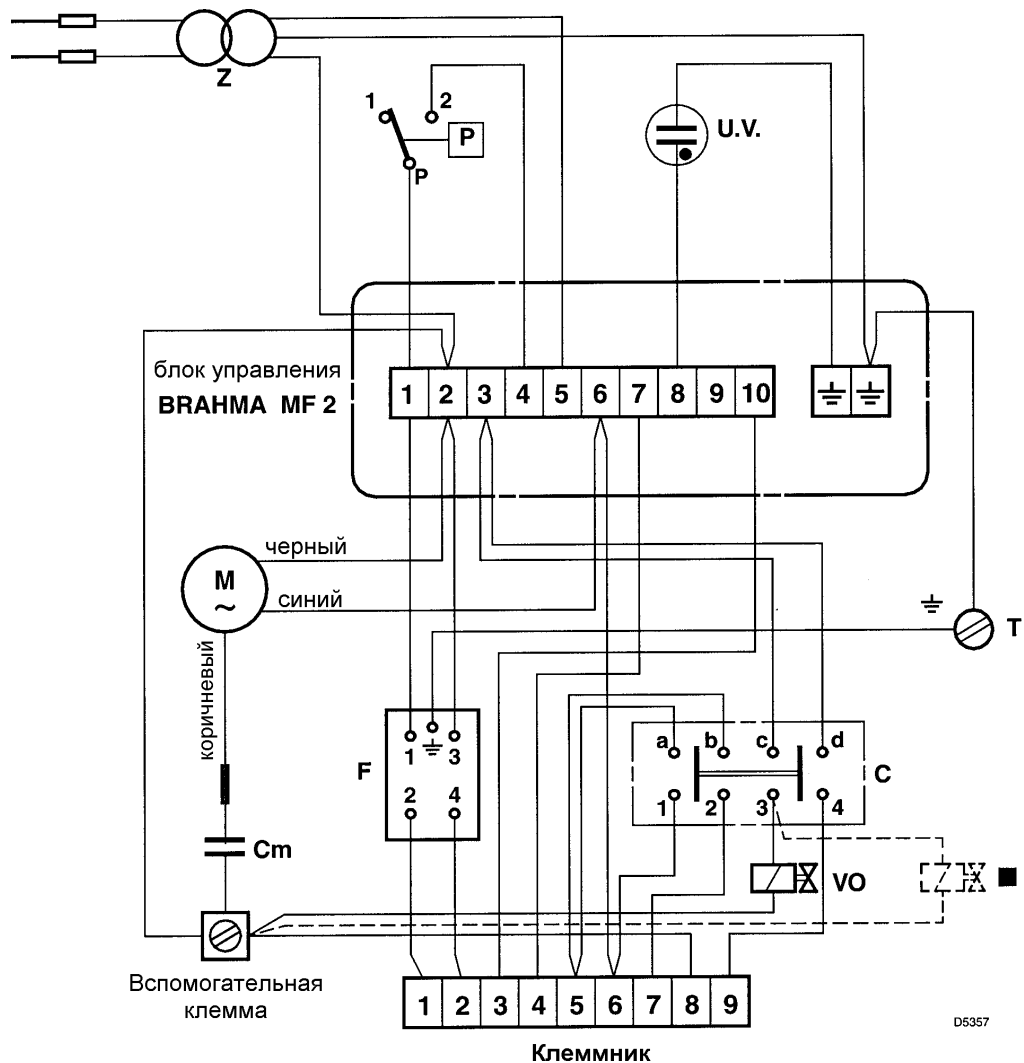 Z
1 2
P
P
U.V.
блок управления
BRAHMA MF 2
1 2 3 4 5 6 7 8 9 10
черный
M
~
синий
коричневый
T
F
1 3
2 4
a b c d
C
1 2 3 4
Cm
VO
Вспомогательная
клемма
1 2 3 4 5 6 7 8 9
Клеммник
D5357